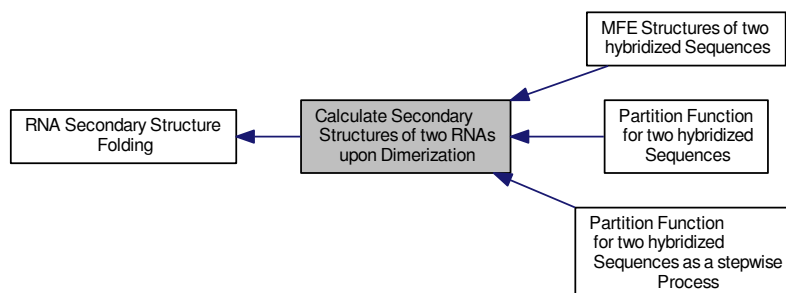 MFE Structures of two
hybridized Sequences
RNA Secondary Structure
Folding
Calculate Secondary
Structures of two RNAs
upon Dimerization
Partition Function
for two hybridized
Sequences
Partition Function
for two hybridized
Sequences as a stepwise
Process